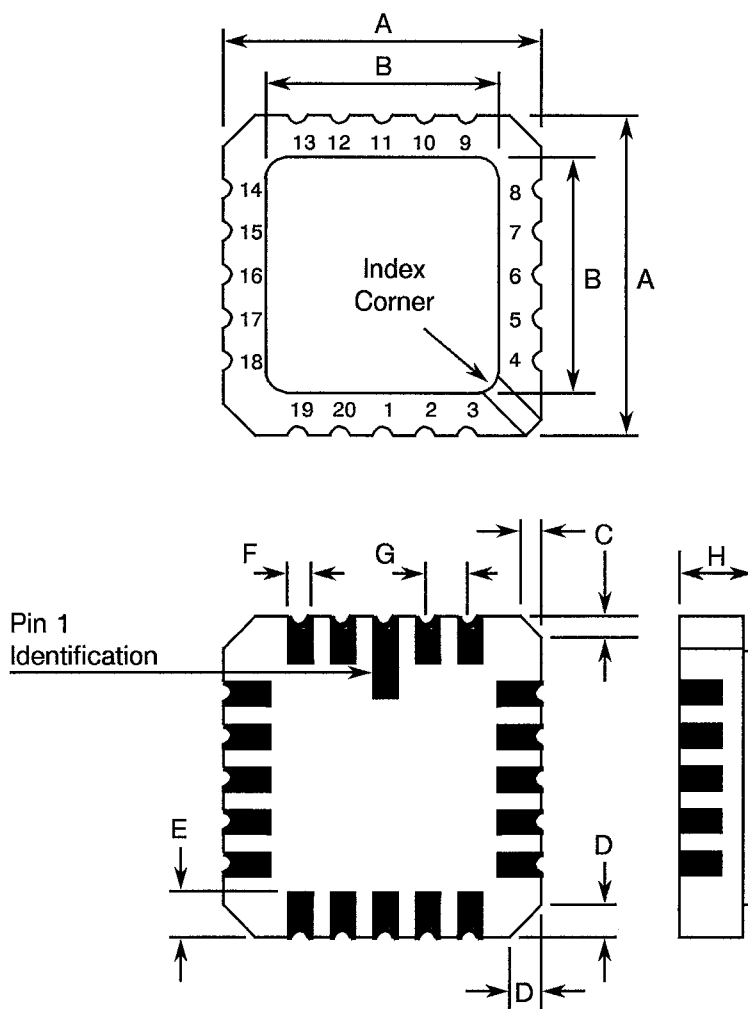 A
B
13 12 11 10 9
14 8
15 7
16 Index 6 B A
Corner
17 5
18 4
19 20 1 2 3
C
F G H
Pin 1
Identification
E D
D